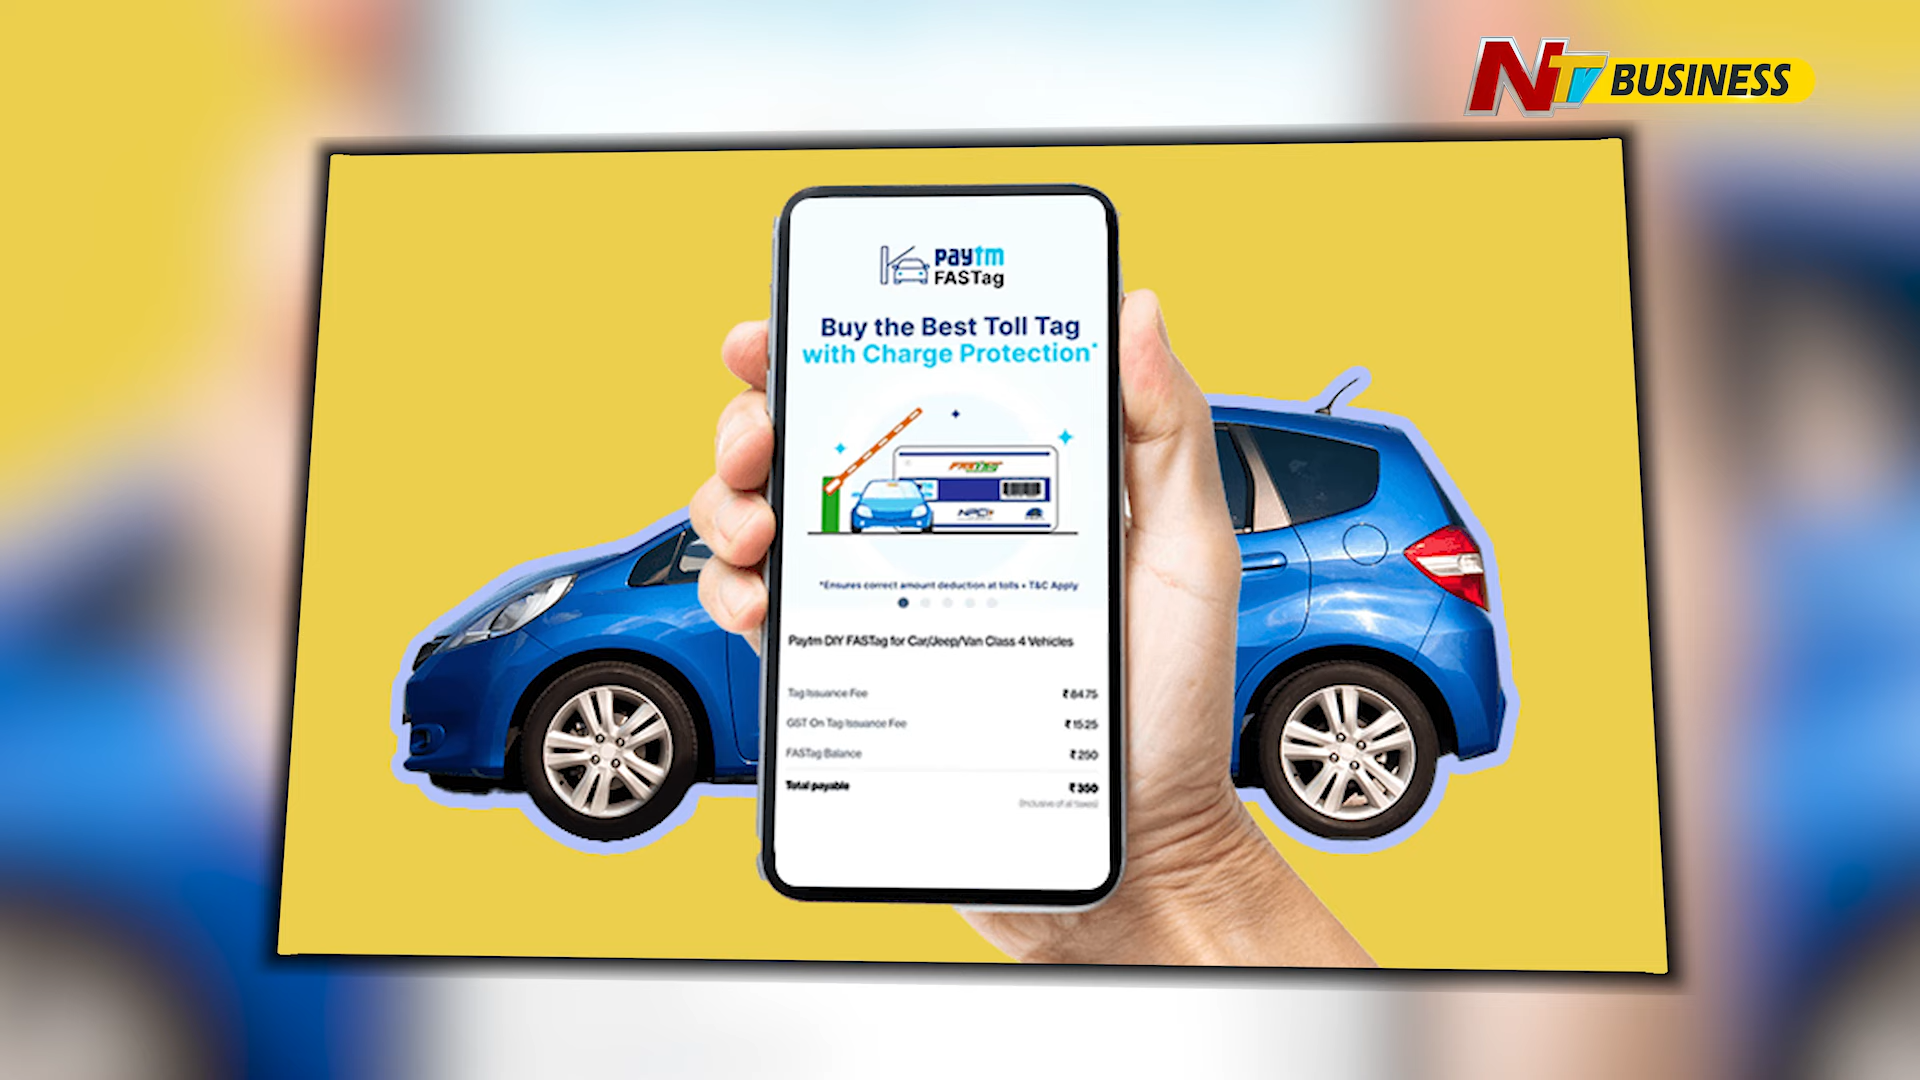 NTV BUSINESS
paytm
FASTag
Buy the Best Toll Tag
with Charge Protection*
FASTAG
NPCI
*Ensures correct amount deduction at tolls • T&C Apply
Paytm DIY FASTag for Car/Jeep/Van Class 4 Vehicles
Tag Issuance Fee ₹84.75
GST On Tag Issuance Fee ₹15.25
FASTag Balance ₹250
Total payable ₹350
(Inclusive of all taxes)